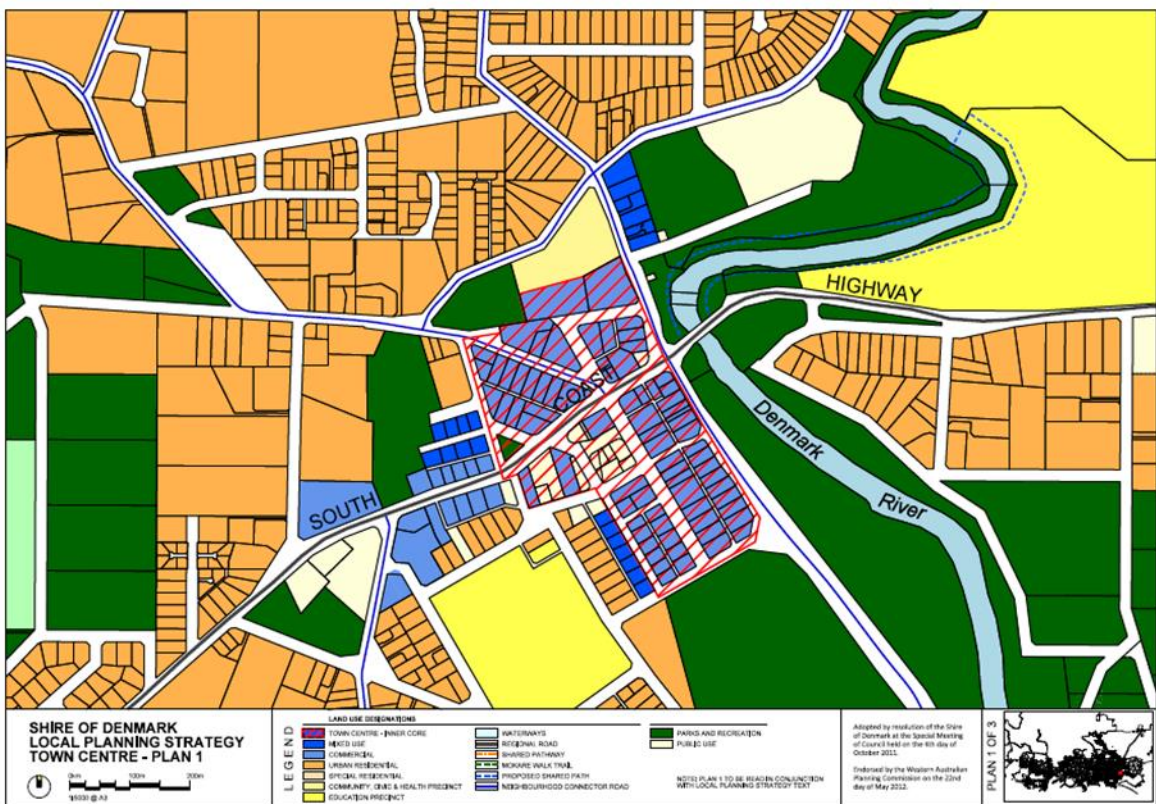 HIGHWAY
COAST
SOUTH
Denmark
River
SHIRE OF DENMARK
LOCAL PLANNING STRATEGY
TOWN CENTRE - PLAN 1
0km 100m 200m
1:5000 @ A3
LEGEND
LAND USE DESIGNATIONS
TOWN CENTRE - INNER CORE
MIXED USE
COMMERCIAL
URBAN RESIDENTIAL
SPECIAL RESIDENTIAL
COMMUNITY, CIVIC & HEALTH PRECINCT
EDUCATION PRECINCT
WATERWAYS
REGIONAL ROAD
SHARED PATHWAY
MOKARE WALK TRAIL
PROPOSED SHARED PATH
NEIGHBOURHOOD CONNECTOR ROAD
PARKS AND RECREATION
PUBLIC USE
NOTE: PLAN 1 TO BE READ IN CONJUNCTION
WITH LOCAL PLANNING STRATEGY TEXT
Adopted by resolution of the Shire
of Denmark at the Special Meeting
of Council held on the 4th day of
October 2011.
Endorsed by the Western Australian
Planning Commission on the 22nd
day of May 2012.
PLAN 1 OF 3